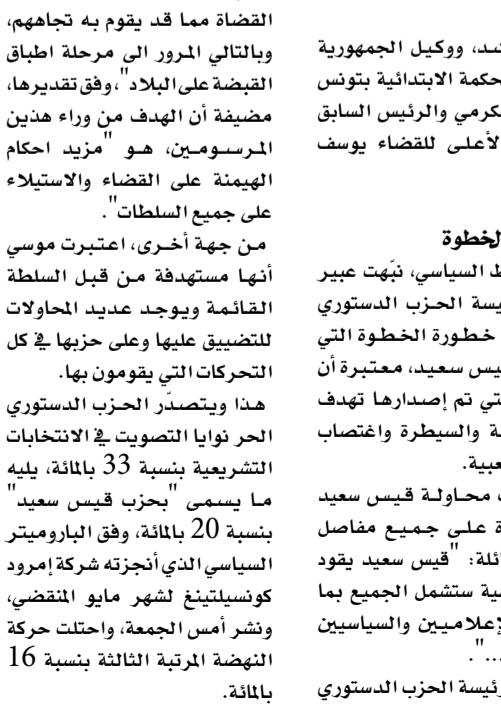 شد، ووكيل الجمهورية
حكمة الابتدائية بتونس
كرمي والرئيس السابق
لأعلى للقضاء يوسف
الخطوة
ط السياسي، نبّهت عبير
يسة الحزب الدستوري
خطورة الخطوة التي
يس سعيد، معتبرة أن
تي تم إصدارها تهدف
ة والسيطرة واغتصاب
عبية.
محاولة قيس سعيد
ة على جميع مفاصل
ئلة: "قيس سعيد يقود
ية ستشمل الجميع بما
لإعلاميين والسياسيين
...".
رئيسة الحزب الدستوري
القضاة مما قد يقوم به تجاههم،
وبالتالي المرور الى مرحلة اطباق
القبضة على البلاد"، وفق تقديرها،
مضيفة أن الهدف من وراء هذين
المرسومين، هو "مزيد احكام
الهيمنة على القضاء والاستيلاء
على جميع السلطات".
من جهة أخرى، اعتبرت موسي
أنها مستهدفة من قبل السلطة
القائمة ويوجد عديد المحاولات
للتضييق عليها وعلى حزبها في كل
التحركات التي يقومون بها.
هذا ويتصدّر الحزب الدستوري
الحر نوايا التصويت في الانتخابات
التشريعية بنسبة 33 بالمائة، يليه
ما يسمى "بحزب قيس سعيد"
بنسبة 20 بالمائة، وفق الباروميتر
السياسي الذي أنجزته شركة إمرود
كونسيلتينغ لشهر مايو المنقضي،
ونشر أمس الجمعة، واحتلت حركة
النهضة المرتبة الثالثة بنسبة 16
بالمائة.